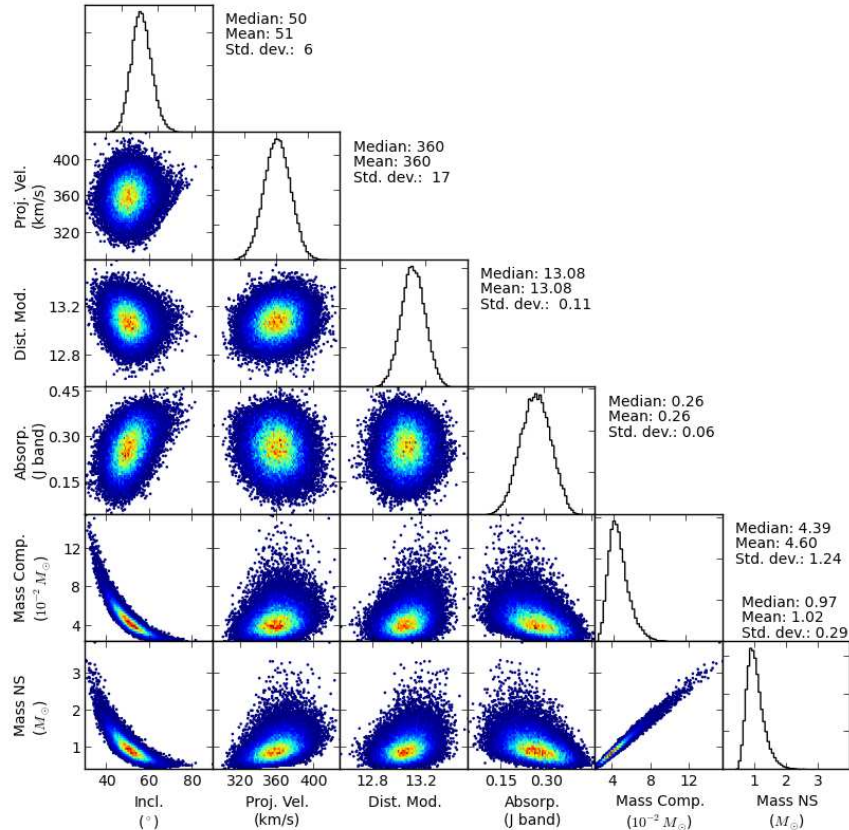 Median: 50
Mean: 51
Std. dev.: 6
Median: 360
Mean: 360
Std. dev.: 17
Proj. Vel.
(km/s)
400
360
320
Median: 13.08
Mean: 13.08
Std. dev.: 0.11
Dist. Mod.
13.2
12.8
Median: 0.26
Mean: 0.26
Std. dev.: 0.06
Absorp.
(J band)
0.45
0.30
0.15
Median: 4.39
Mean: 4.60
Std. dev.: 1.24
Mass Comp.
(10⁻² M☉)
12
8
4
Median: 0.97
Mean: 1.02
Std. dev.: 0.29
Mass NS
(M☉)
3
2
1
40 60 80 320 360 400 12.8 13.2 0.15 0.30 4 8 12 1 2 3
Incl. Proj. Vel. Dist. Mod. Absorp. Mass Comp. Mass NS
(°) (km/s) (J band) (10⁻² M☉) (M☉)